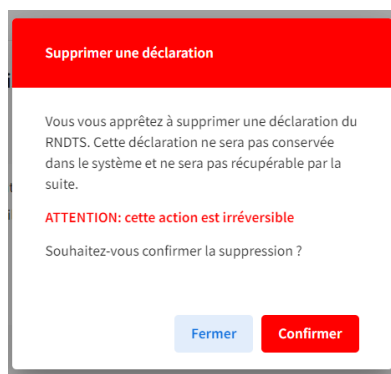 Supprimer une déclaration
Vous vous apprêtez à supprimer une déclaration du
RNDTS. Cette déclaration ne sera pas conservée
dans le système et ne sera pas récupérable par la
suite.
ATTENTION: cette action est irréversible
Souhaitez-vous confirmer la suppression ?
Fermer
Confirmer